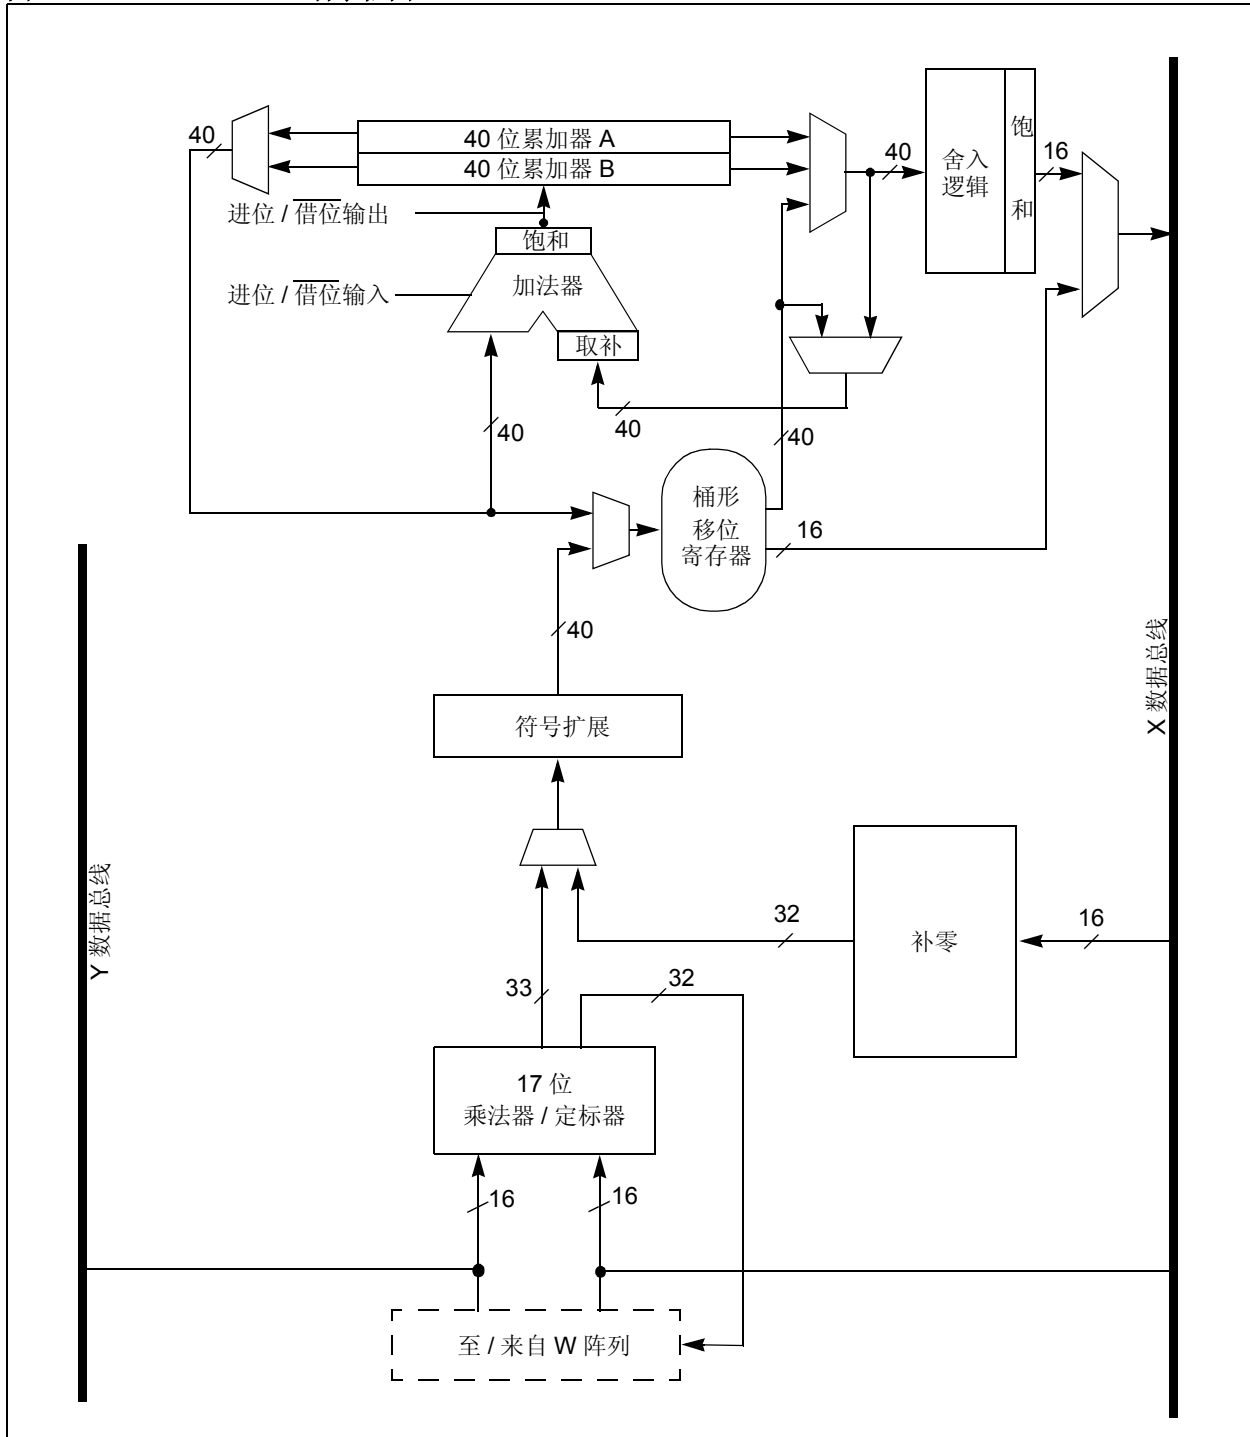 40
40 位累加器 A
40 位累加器 B
40
舍入
逻辑
饱
和
16
进位 / 借位输出
饱和
进位 / 借位输入
加法器
取补
40
40
40
桶形
移位
寄存器
16
40
X 数据总线
符号扩展
Y 数据总线
32
补零
16
33
32
17 位
乘法器 / 定标器
16
16
至 / 来自 W 阵列